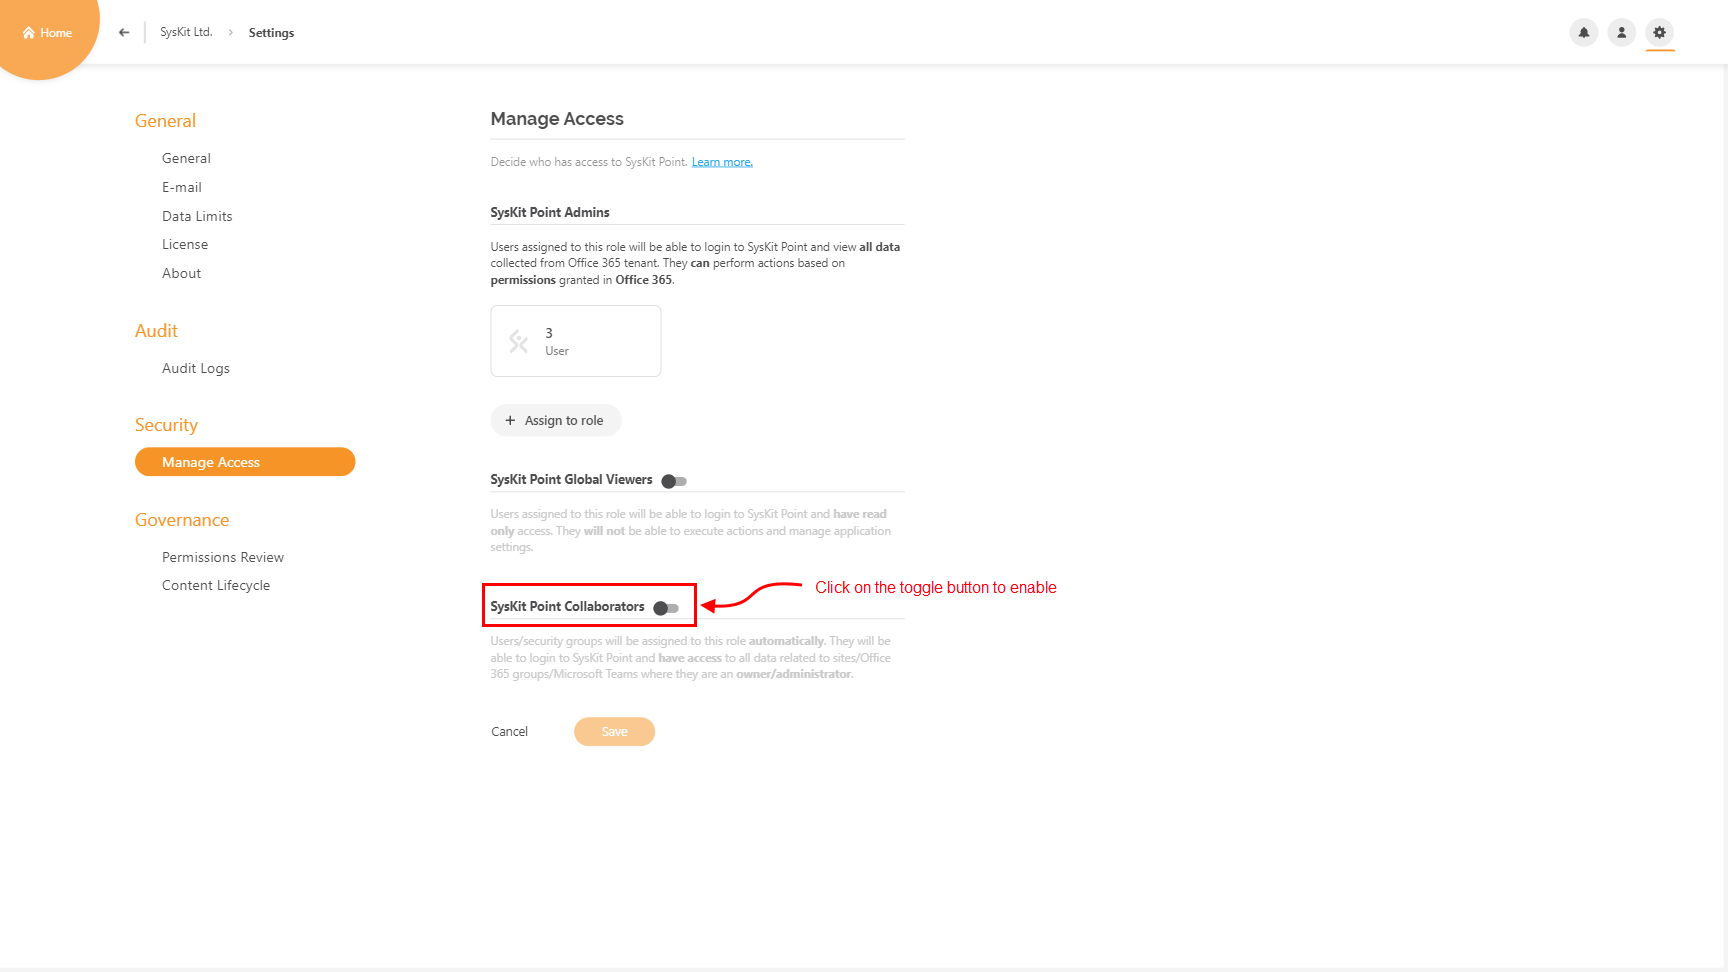 Home
SysKit Ltd.
Settings
General
General
E-mail
Data Limits
License
About
Audit
Audit Logs
Security
Manage Access
Governance
Permissions Review
Content Lifecycle
Manage Access
Decide who has access to SysKit Point. Learn more.
SysKit Point Admins
Users assigned to this role will be able to login to SysKit Point and view all data
collected from Office 365 tenant. They can perform actions based on
permissions granted in Office 365.
3
User
+ Assign to role
SysKit Point Global Viewers
Users assigned to this role will be able to login to SysKit Point and have read
only access. They will not be able to execute actions and manage application
settings.
SysKit Point Collaborators
Click on the toggle button to enable
Users/security groups will be assigned to this role automatically. They will be
able to login to SysKit Point and have access to all data related to sites/Office
365 groups/Microsoft Teams where they are an owner/administrator.
Cancel
Save